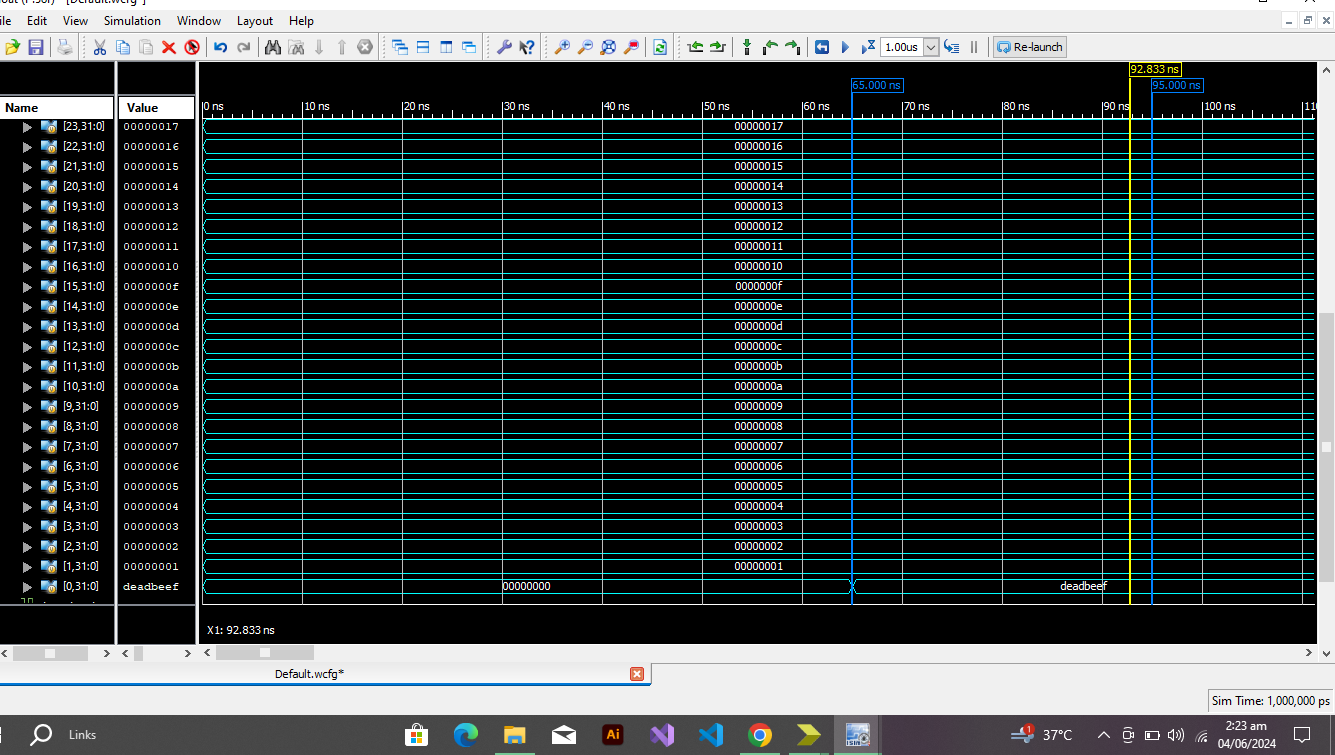 [Default.wcfg*]
ile Edit View Simulation Window Layout Help
1.00us Re-launch
92.833 ns
65.000 ns 95.000 ns
Name Value 0 ns 10 ns 20 ns 30 ns 40 ns 50 ns 60 ns 70 ns 80 ns 90 ns 100 ns 11
[23,31:0] 00000017 00000017
[22,31:0] 00000016 00000016
[21,31:0] 00000015 00000015
[20,31:0] 00000014 00000014
[19,31:0] 00000013 00000013
[18,31:0] 00000012 00000012
[17,31:0] 00000011 00000011
[16,31:0] 00000010 00000010
[15,31:0] 0000000f 0000000f
[14,31:0] 0000000e 0000000e
[13,31:0] 0000000d 0000000d
[12,31:0] 0000000c 0000000c
[11,31:0] 0000000b 0000000b
[10,31:0] 0000000a 0000000a
[9,31:0] 00000009 00000009
[8,31:0] 00000008 00000008
[7,31:0] 00000007 00000007
[6,31:0] 00000006 00000006
[5,31:0] 00000005 00000005
[4,31:0] 00000004 00000004
[3,31:0] 00000003 00000003
[2,31:0] 00000002 00000002
[1,31:0] 00000001 00000001
[0,31:0] deadbeef 00000000 deadbeef
X1: 92.833 ns
Default.wcfg*
Sim Time: 1,000,000 ps
Links Ai ISim 1 37°C 2:23 am
04/06/2024